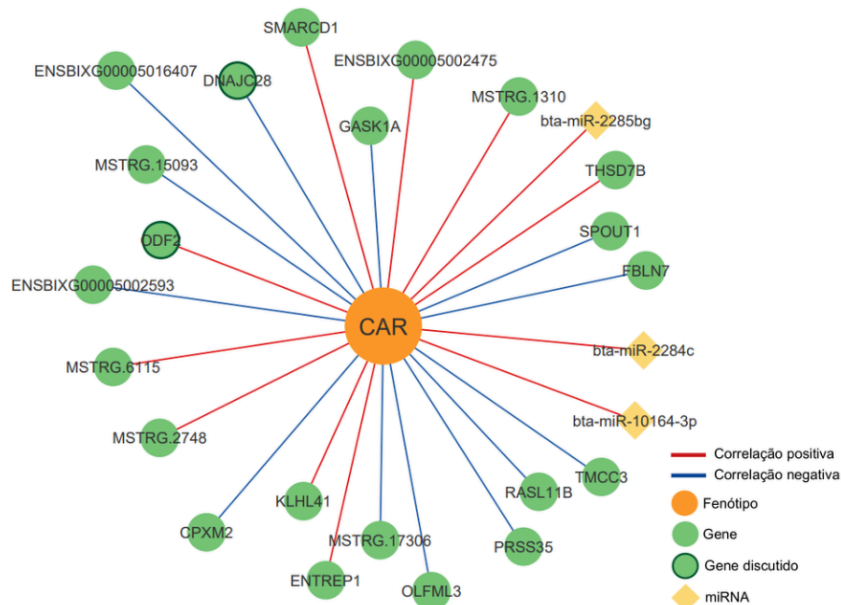 SMARCD1
ENSBIXG00005002475
ENSBIXG00005016407
DNAJC28
MSTRG.1310
bta-miR-2285bg
GASK1A
MSTRG.15093
THSD7B
SPOUT1
ODF2
FBLN7
ENSBIXG00005002593
CAR
bta-miR-2284c
MSTRG.6115
bta-miR-10164-3p
MSTRG.2748
TMCC3
RASL11B
KLHL41
CPXM2
MSTRG.17306
PRSS35
ENTREP1
OLFML3
Correlação positiva
Correlação negativa
Fenótipo
Gene
Gene discutido
miRNA